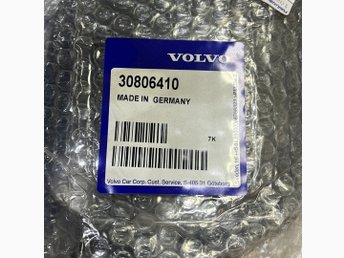 VOLVO
30806410
MADE IN GERMANY
7K
Volvo Car Corp. Cust. Service, S-405 31 Göteborg